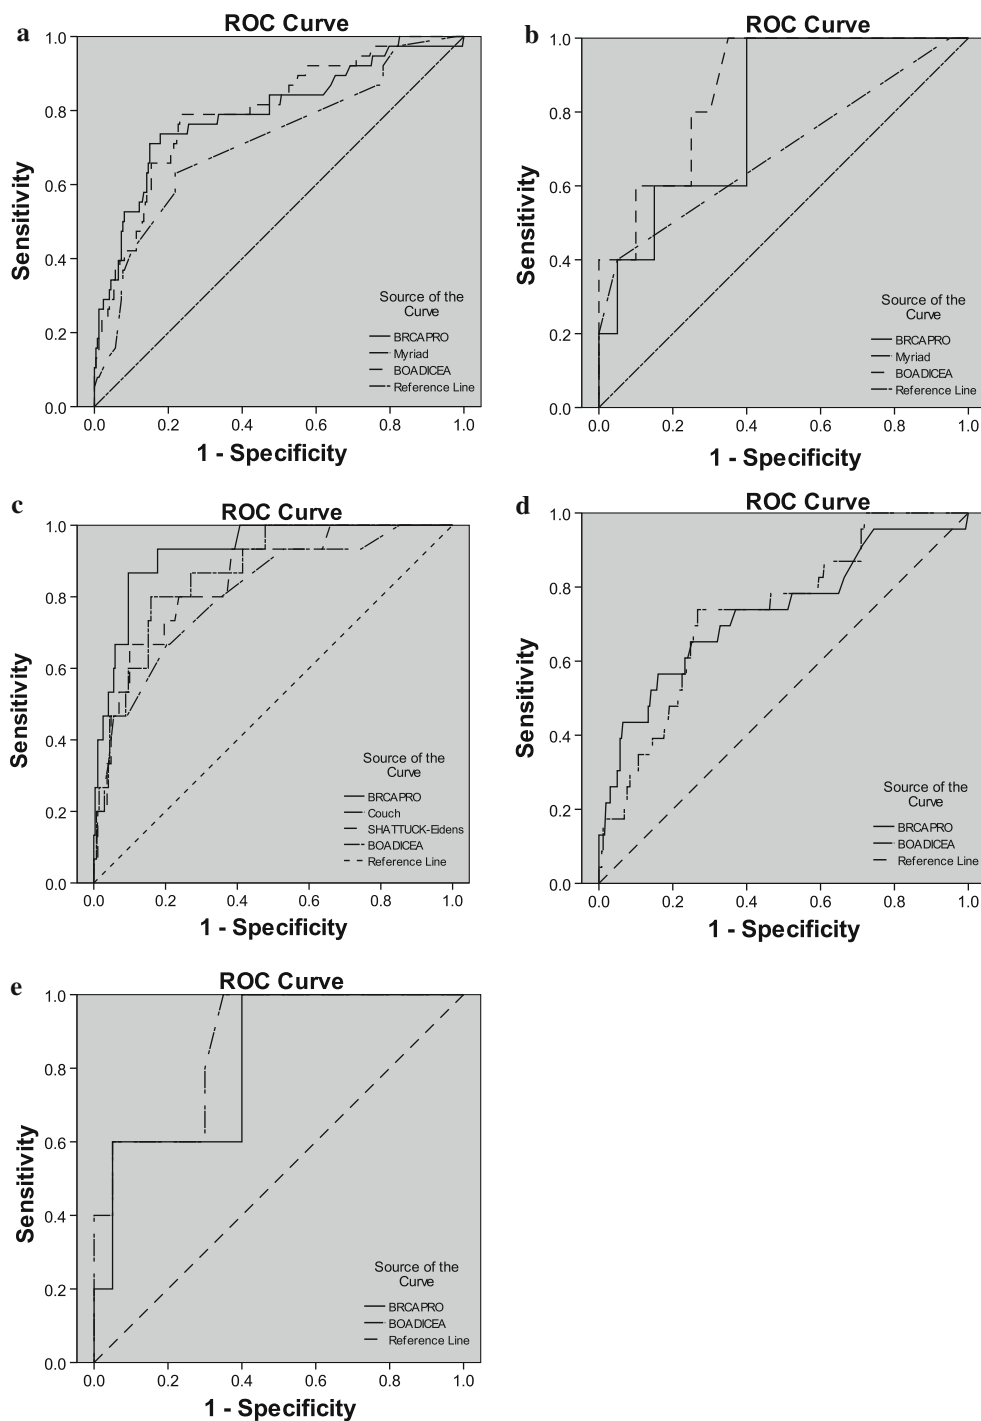 a
ROC Curve
Sensitivity
1.0
0.8
0.6
0.4
0.2
0.0
Source of the
Curve
BRCAPRO
Myriad
BOADICEA
Reference Line
0.0 0.2 0.4 0.6 0.8 1.0
1 - Specificity
b
ROC Curve
Sensitivity
1.0
0.8
0.6
0.4
0.2
0.0
Source of the
Curve
BRCAPRO
Myriad
BOADICEA
Reference Line
0.0 0.2 0.4 0.6 0.8 1.0
1 - Specificity
c
ROC Curve
Sensitivity
1.0
0.8
0.6
0.4
0.2
0.0
Source of the
Curve
BRCAPRO
Couch
SHATTUCK-Eidens
BOADICEA
Reference Line
0.0 0.2 0.4 0.6 0.8 1.0
1 - Specificity
d
ROC Curve
Sensitivity
1.0
0.8
0.6
0.4
0.2
0.0
Source of the
Curve
BRCAPRO
BOADICEA
Reference Line
0.0 0.2 0.4 0.6 0.8 1.0
1 - Specificity
e
ROC Curve
Sensitivity
1.0
0.8
0.6
0.4
0.2
0.0
Source of the
Curve
BRCAPRO
BOADICEA
Reference Line
0.0 0.2 0.4 0.6 0.8 1.0
1 - Specificity